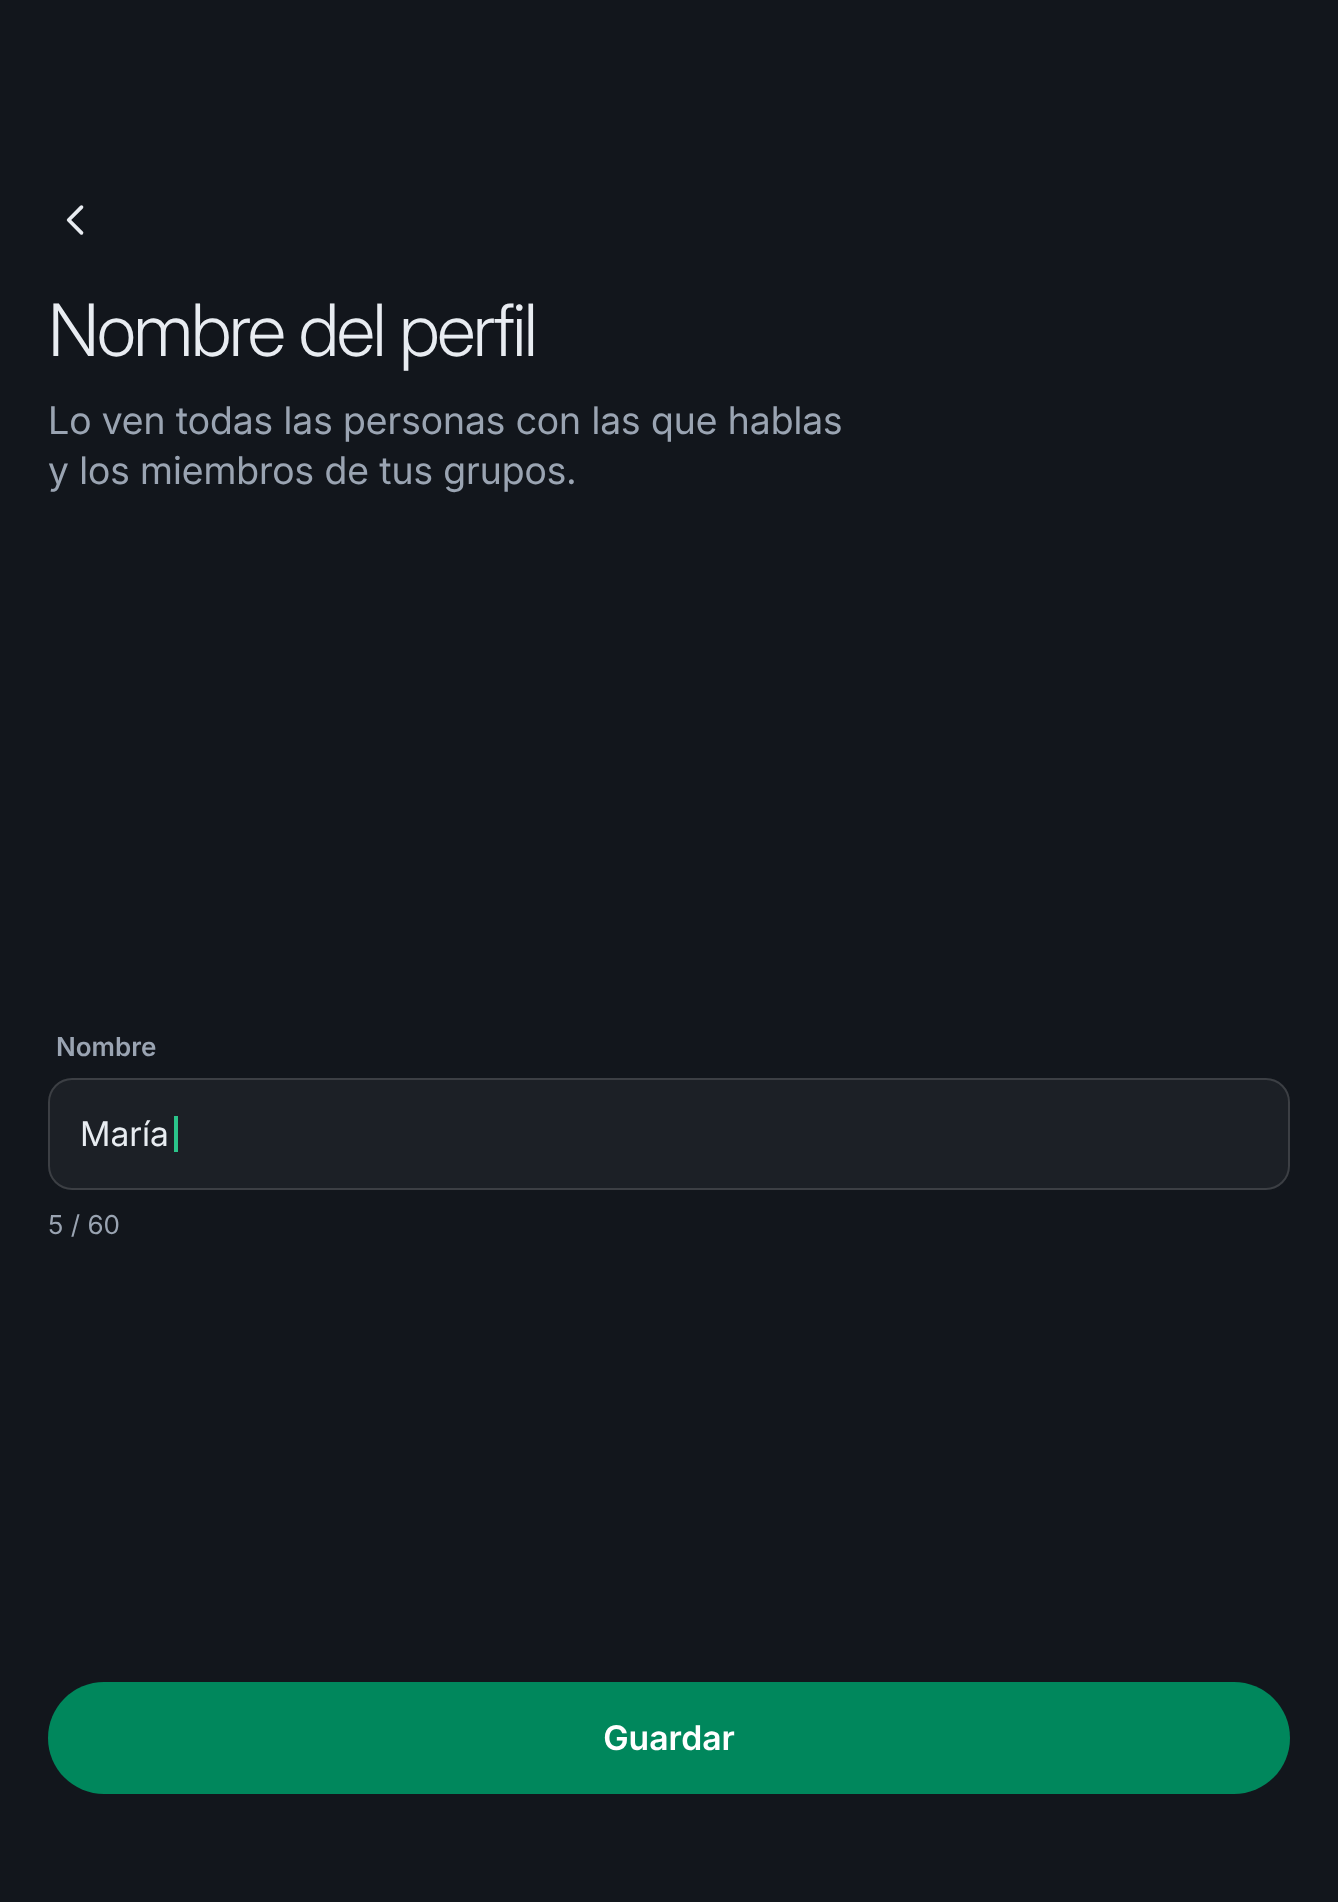 Nombre del perfil
Lo ven todas las personas con las que hablas
y los miembros de tus grupos.
Nombre
María
5 / 60
Guardar